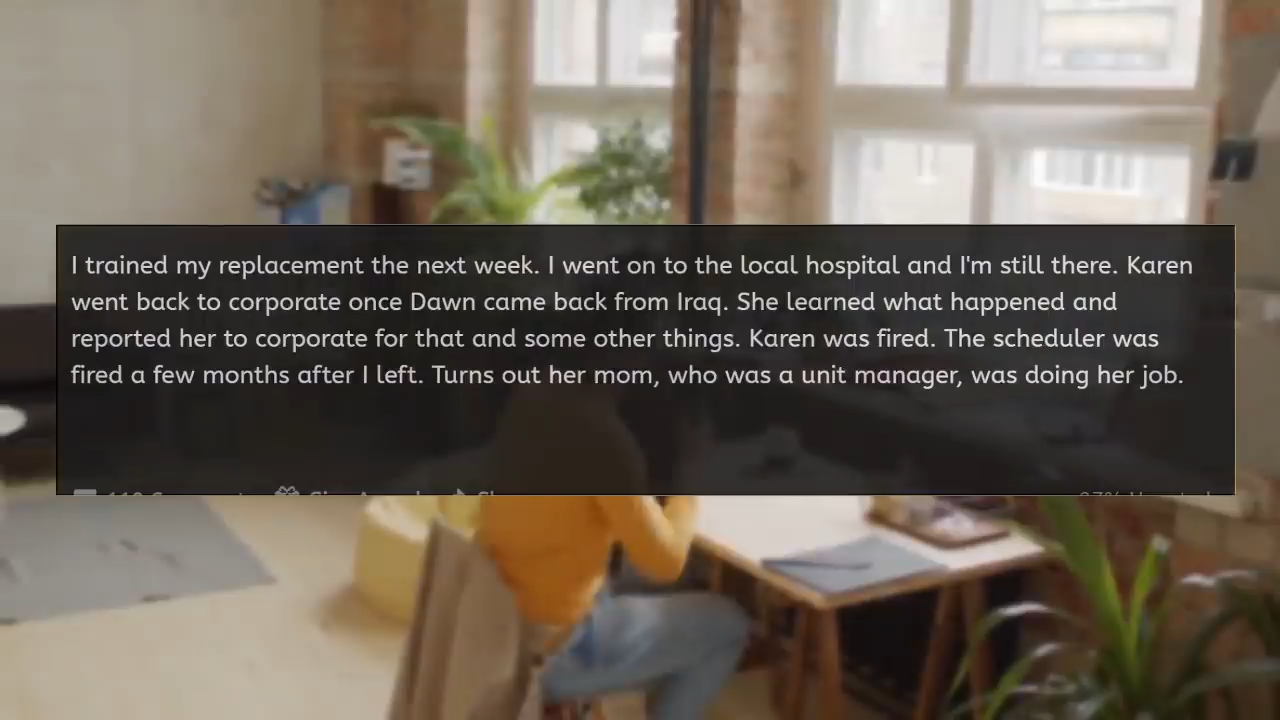 I trained my replacement the next week. I went on to the local hospital and I'm still there. Karen
went back to corporate once Dawn came back from Iraq. She learned what happened and
reported her to corporate for that and some other things. Karen was fired. The scheduler was
fired a few months after I left. Turns out her mom, who was a unit manager, was doing her job.